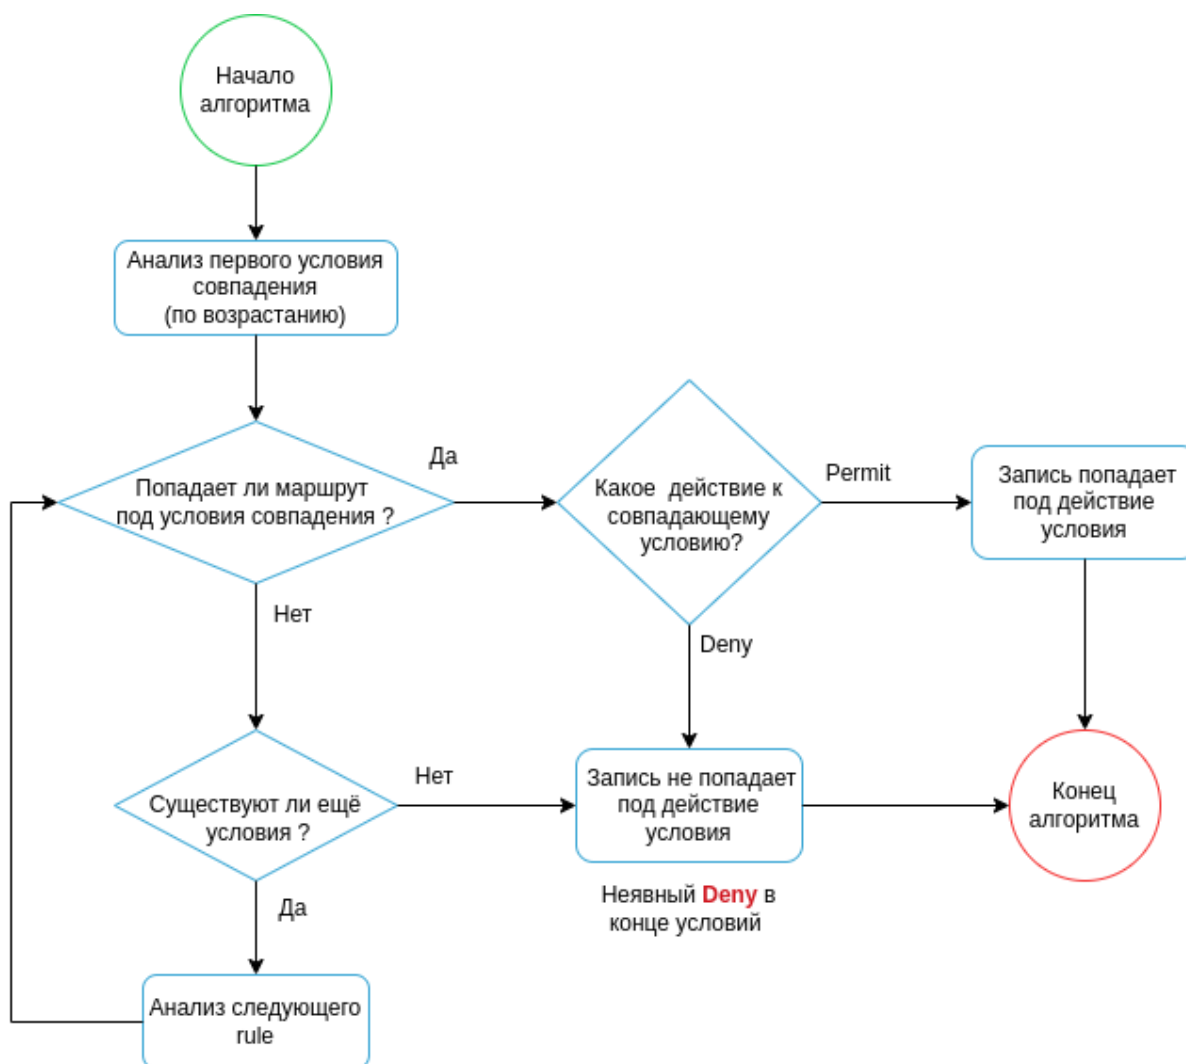 Начало
алгоритма
Анализ первого условия
совпадения
(по возрастанию)
Попадает ли маршрут
под условия совпадения ?
Да
Какое действие к
совпадающему
условию?
Permit
Запись попадает
под действие
условия
Нет
Deny
Существуют ли ещё
условия ?
Нет
Запись не попадает
под действие
условия
Конец
алгоритма
Неявный Deny в
конце условий
Да
Анализ следующего
rule